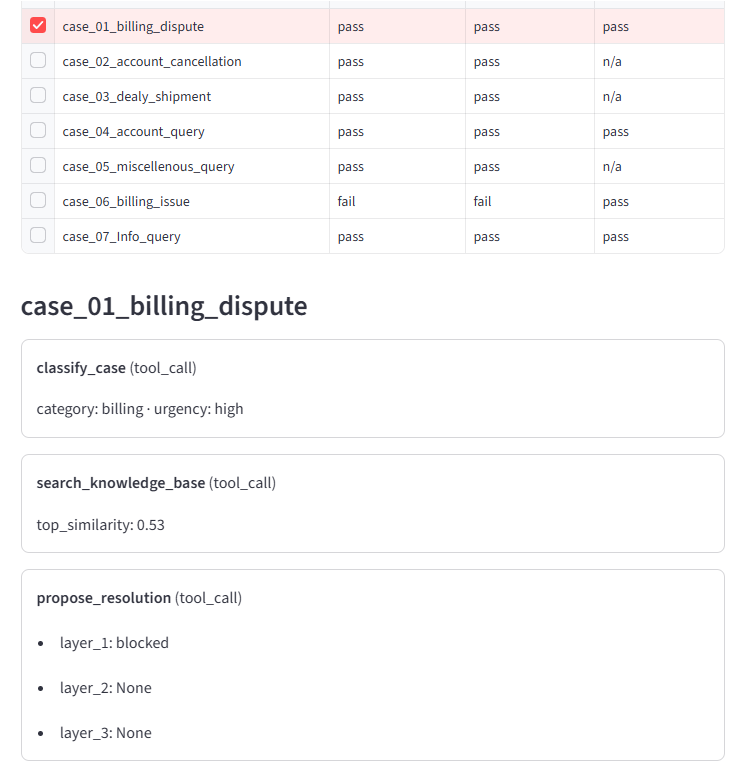 case_01_billing_dispute pass pass pass
case_02_account_cancellation pass pass n/a
case_03_dealy_shipment pass pass n/a
case_04_account_query pass pass pass
case_05_miscellenous_query pass pass n/a
case_06_billing_issue fail fail pass
case_07_Info_query pass pass pass
case_01_billing_dispute
classify_case (tool_call)
category: billing · urgency: high
search_knowledge_base (tool_call)
top_similarity: 0.53
propose_resolution (tool_call)
• layer_1: blocked
• layer_2: None
• layer_3: None